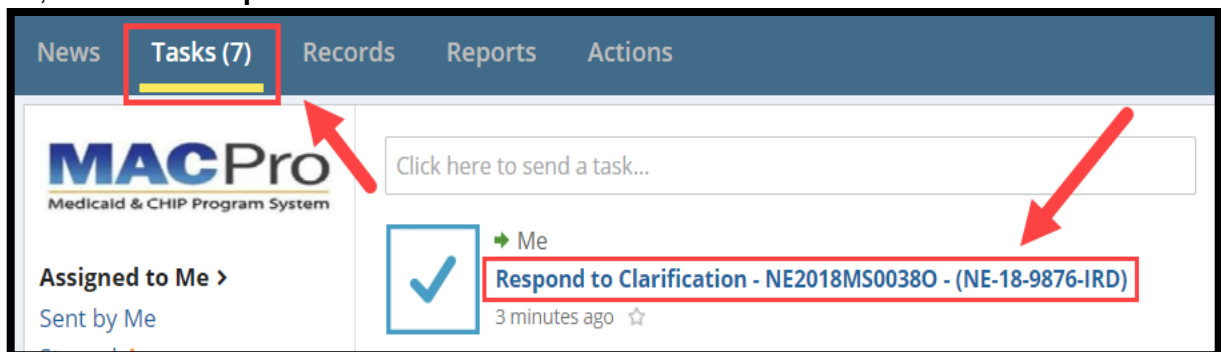 News Tasks (7) Records Reports Actions
MACPro
Medicaid & CHIP Program System
Click here to send a task...
Me
Respond to Clarification - NE2018MS0038O - (NE-18-9876-IRD)
3 minutes ago
Assigned to Me >
Sent by Me